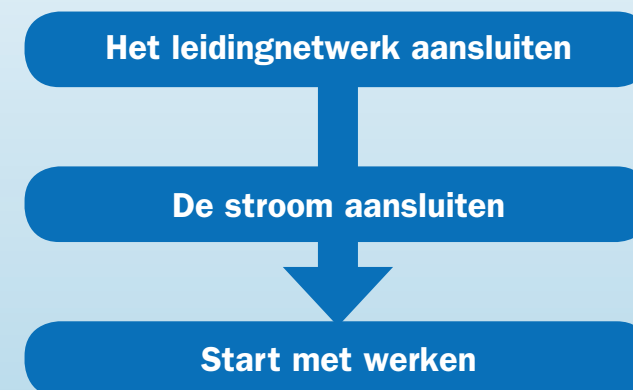 Het leidingnetwerk aansluiten
De stroom aansluiten
Start met werken